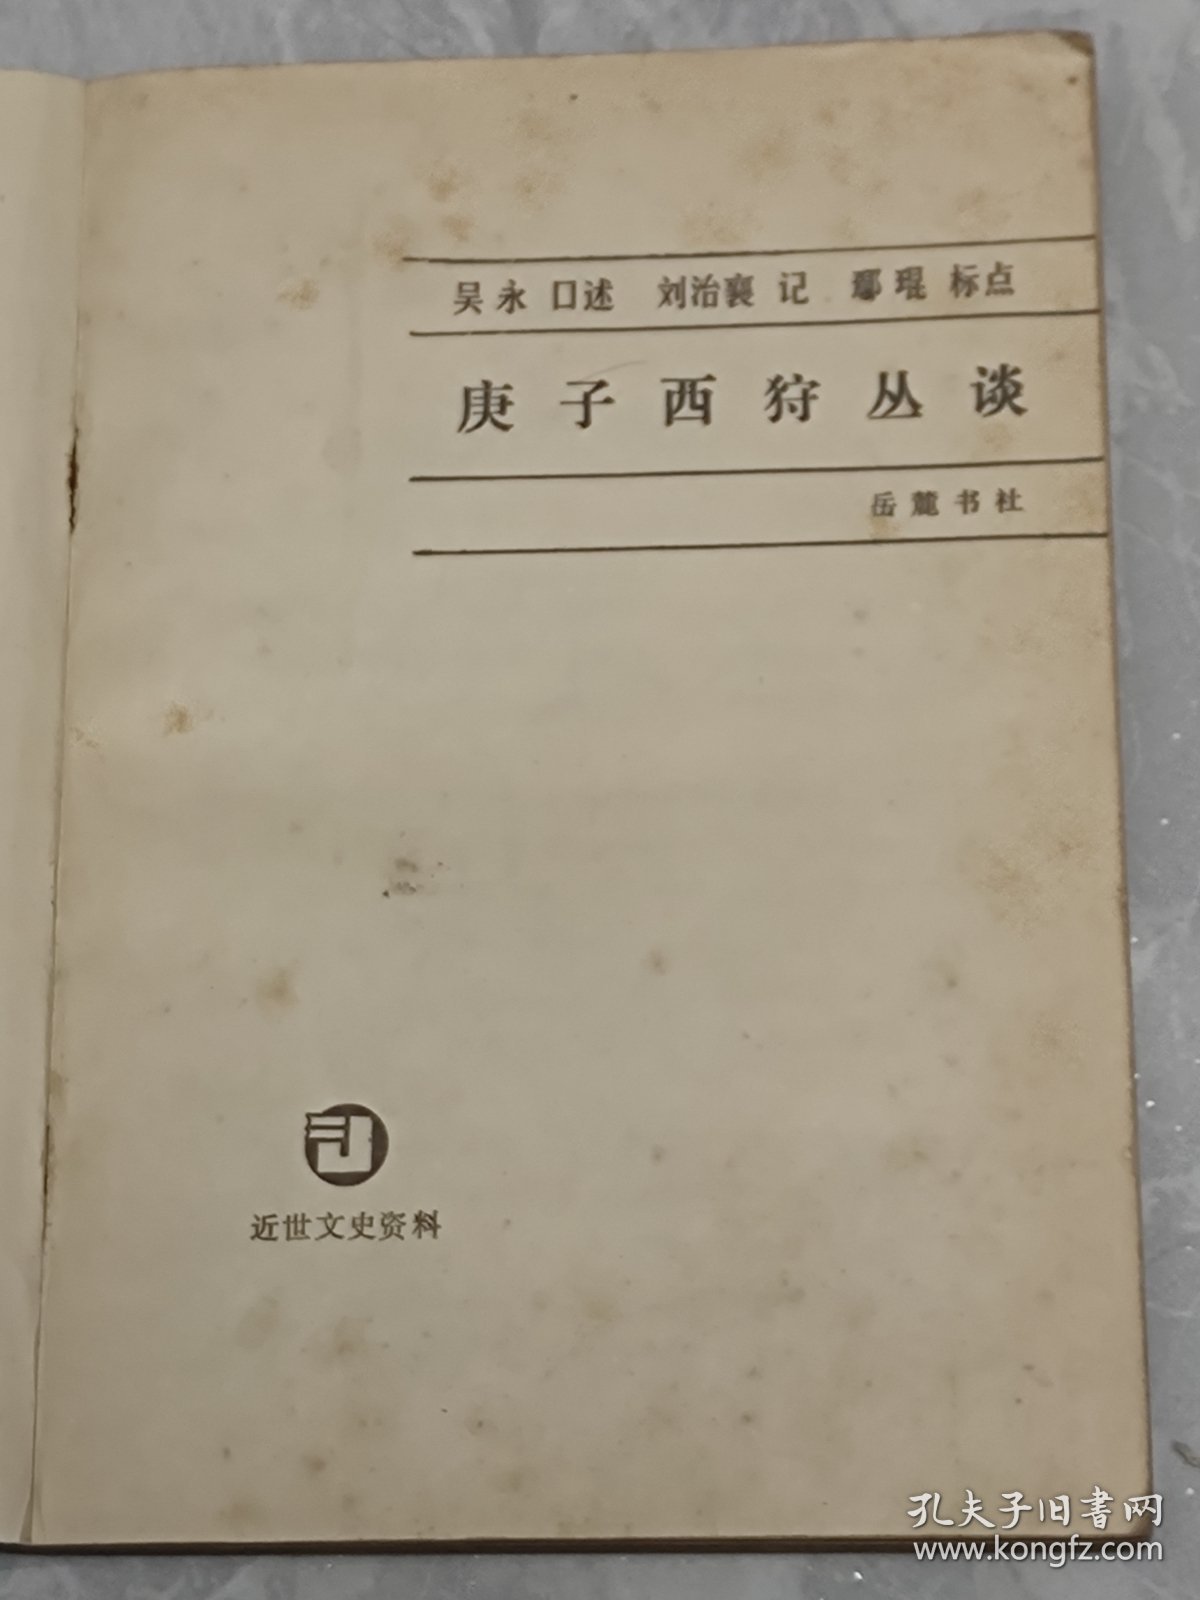 吴永 口述 刘治襄 记 鄢琨 标点
庚子西狩丛谈
岳麓书社
近世文史资料
孔夫子旧書网
www.kongfz.com